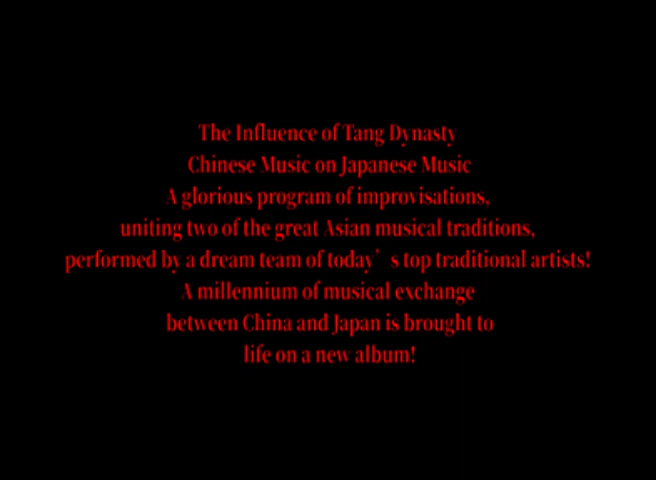 The Influence of Tang Dynasty
Chinese Music on Japanese Music
A glorious program of improvisations,
uniting two of the great Asian musical traditions,
performed by a dream team of today’s top traditional artists!
A millennium of musical exchange
between China and Japan is brought to
life on a new album!